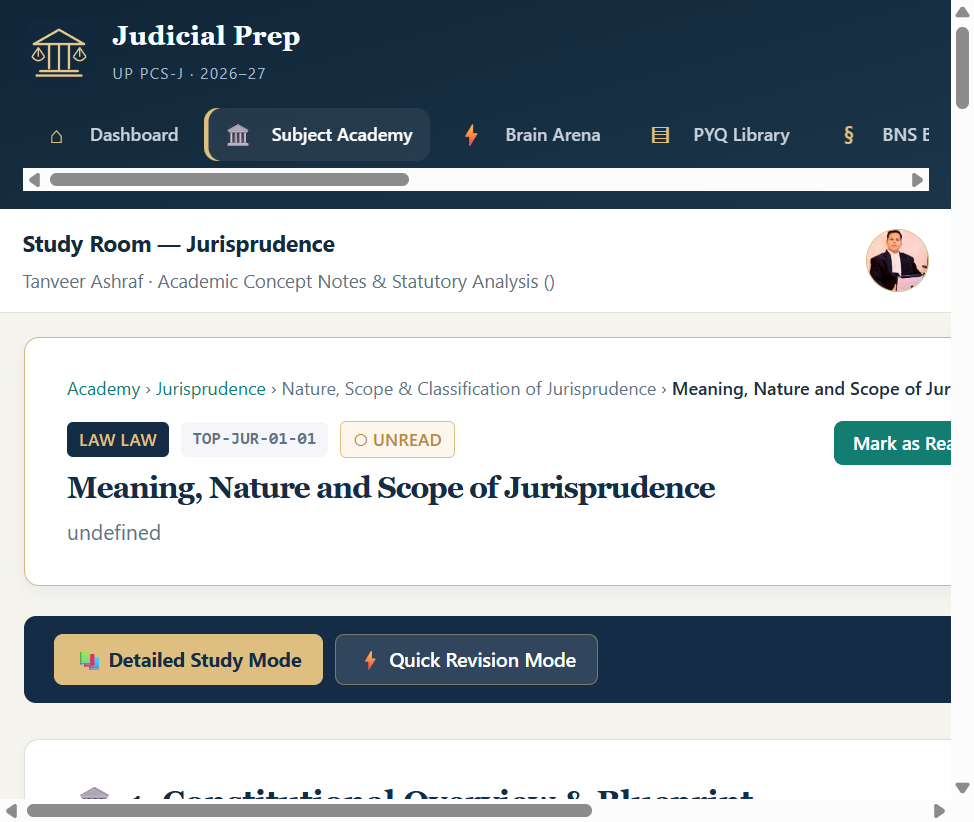 Judicial Prep
UP PCS-J · 2026–27
Dashboard
Subject Academy
Brain Arena
PYQ Library
§ BNS
Study Room — Jurisprudence
Tanveer Ashraf · Academic Concept Notes & Statutory Analysis ()
Academy › Jurisprudence › Nature, Scope & Classification of Jurisprudence › Meaning, Nature and Scope of
LAW LAW
TOP-JUR-01-01
UNREAD
Mark as
Meaning, Nature and Scope of Jurisprudence
undefined
Detailed Study Mode
Quick Revision Mode
1. Constitutional Overview & Blueprint